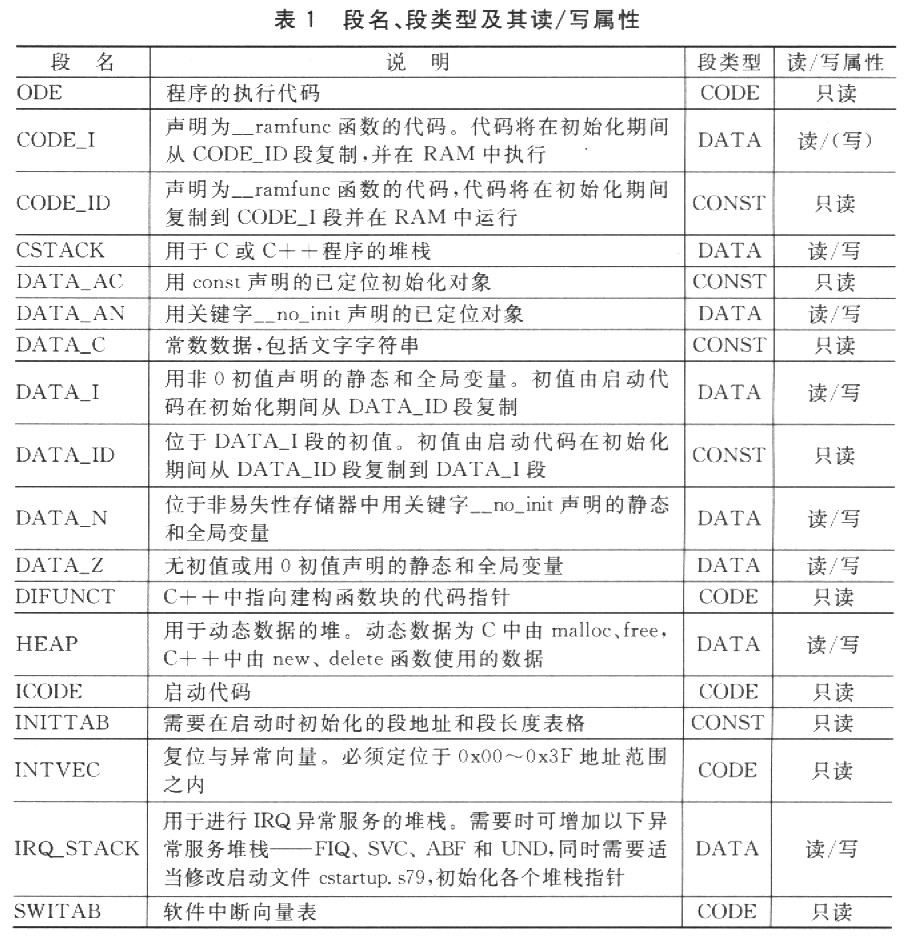 表 1 段名、段类型及其读/写属性
段 名 说 明 段类型 读/写属性
ODE 程序的执行代码 CODE 只读
CODE_I 声明为__ramfunc 函数的代码。代码将在初始化期间 DATA 读/(写)
从 CODE_ID 段复制,并在 RAM 中执行
CODE_ID 声明为__ramfunc 函数的代码,代码将在初始化期间 CONST 只读
复制到 CODE_I 段并在 RAM 中运行
CSTACK 用于 C 或 C++程序的堆栈 DATA 读/写
DATA_AC 用 const 声明的已定位初始化对象 CONST 只读
DATA_AN 用关键字__no_init 声明的已定位对象 DATA 读/写
DATA_C 常数数据,包括文字字符串 CONST 只读
DATA_I 用非 0 初值声明的静态和全局变量。初值由启动代 DATA 读/写
码在初始化期间从 DATA_ID 段复制
DATA_ID 位于 DATA_I 段的初值。初值由启动代码在初始化 CONST 只读
期间从 DATA_ID 段复制到 DATA_I 段
DATA_N 位于非易失性存储器中用关键字__no_init 声明的静态 DATA 读/写
和全局变量
DATA_Z 无初值或用 0 初值声明的静态和全局变量 DATA 读/写
DIFUNCT C++中指向建构函数块的代码指针 CODE 只读
HEAP 用于动态数据的堆。动态数据为 C 中由 malloc、free, DATA 读/写
C++中由 new、delete 函数使用的数据
ICODE 启动代码 CODE 只读
INITTAB 需要在启动时初始化的段地址和段长度表格 CONST 只读
INTVEC 复位与异常向量。必须定位于 0x00~0x3F 地址范围 CODE 只读
之内
IRQ_STACK 用于进行 IRQ 异常服务的堆栈。需要时可增加以下异 DATA 读/写
常服务堆栈——FIQ、SVC、ABF 和 UND,同时需要适
当修改启动文件 cstartup. s79,初始化各个堆栈指针
SWITAB 软件中断向量表 CODE 只读